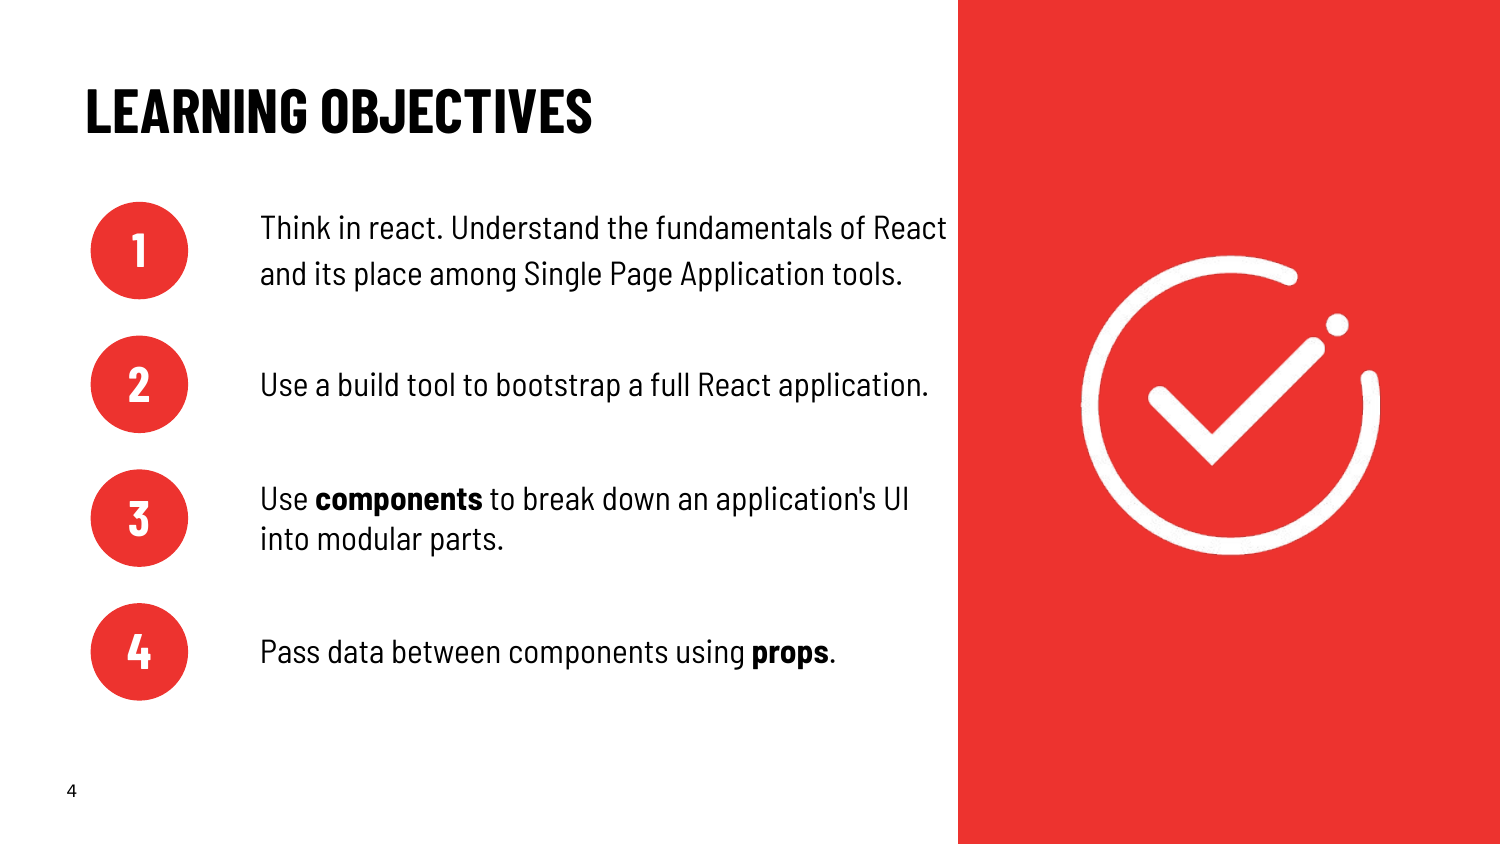 LEARNING OBJECTIVES
1
Think in react. Understand the fundamentals of React
and its place among Single Page Application tools.
2
Use a build tool to bootstrap a full React application.
3
Use components to break down an application's UI
into modular parts.
4
Pass data between components using props.
4